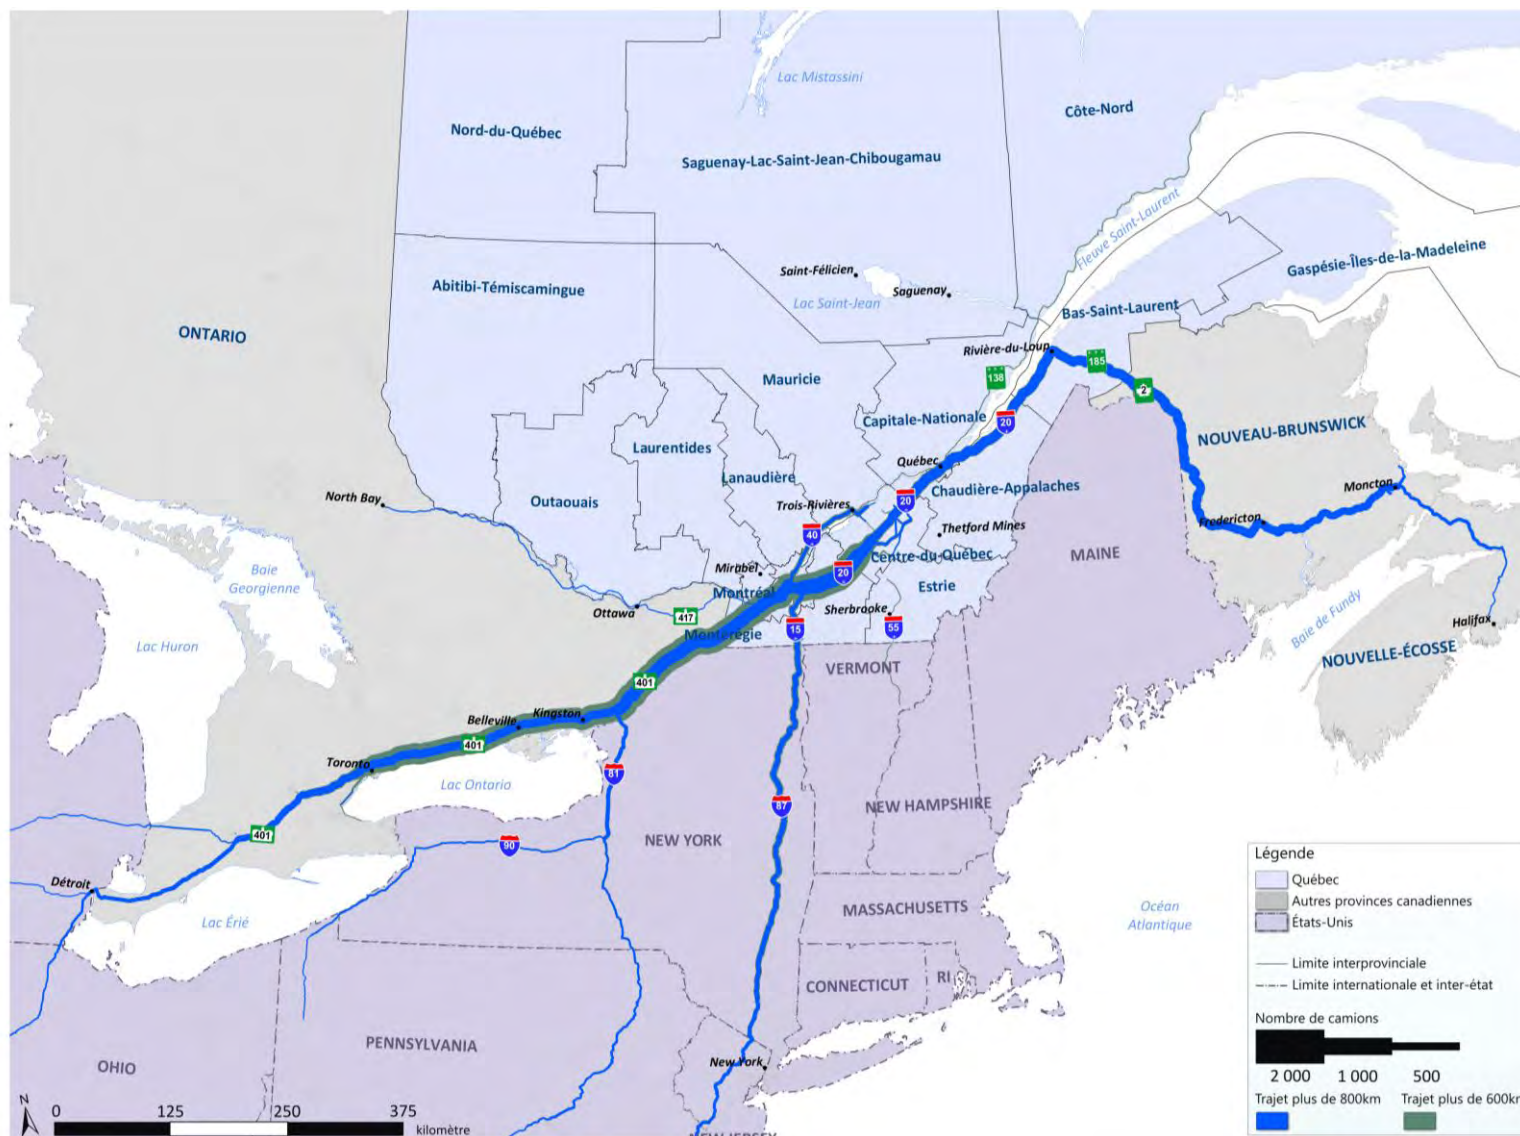 Lac Mistassini
Côte-Nord
Nord-du-Québec
Saguenay-Lac-Saint-Jean-Chibougamau
Fleuve Saint-Laurent
Gaspésie-Îles-de-la-Madeleine
Saint-Félicien
Saguenay
Abitibi-Témiscamingue
Lac Saint-Jean
Bas-Saint-Laurent
ONTARIO
Rivière-du-Loup
185
138
Mauricie
2
Capitale-Nationale
20
NOUVEAU-BRUNSWICK
Laurentides
Québec
Lanaudière
Chaudière-Appalaches
Moncton
North Bay
Outaouais
Trois-Rivières
20
Fredericton
Thetford Mines
40
MAINE
Centre-du-Québec
Baie
Georgienne
Mirabel
20
Estrie
Montréal
Ottawa
417
Sherbrooke
Baie de Fundy
Halifax
Montérégie
15
55
Lac Huron
NOUVELLE-ÉCOSSE
VERMONT
401
Belleville
Kingston
401
Toronto
81
Lac Ontario
NEW HAMPSHIRE
87
401
NEW YORK
90
Détroit
MASSACHUSETTS
Océan
Atlantique
Lac Érié
CONNECTICUT
RI
PENNSYLVANIA
OHIO
New York
NEW JERSEY
N
0 125 250 375
kilomètre
Légende
Québec
Autres provinces canadiennes
États-Unis
Limite interprovinciale
Limite internationale et inter-état
Nombre de camions
2 000 1 000 500
Trajet plus de 800km Trajet plus de 600km